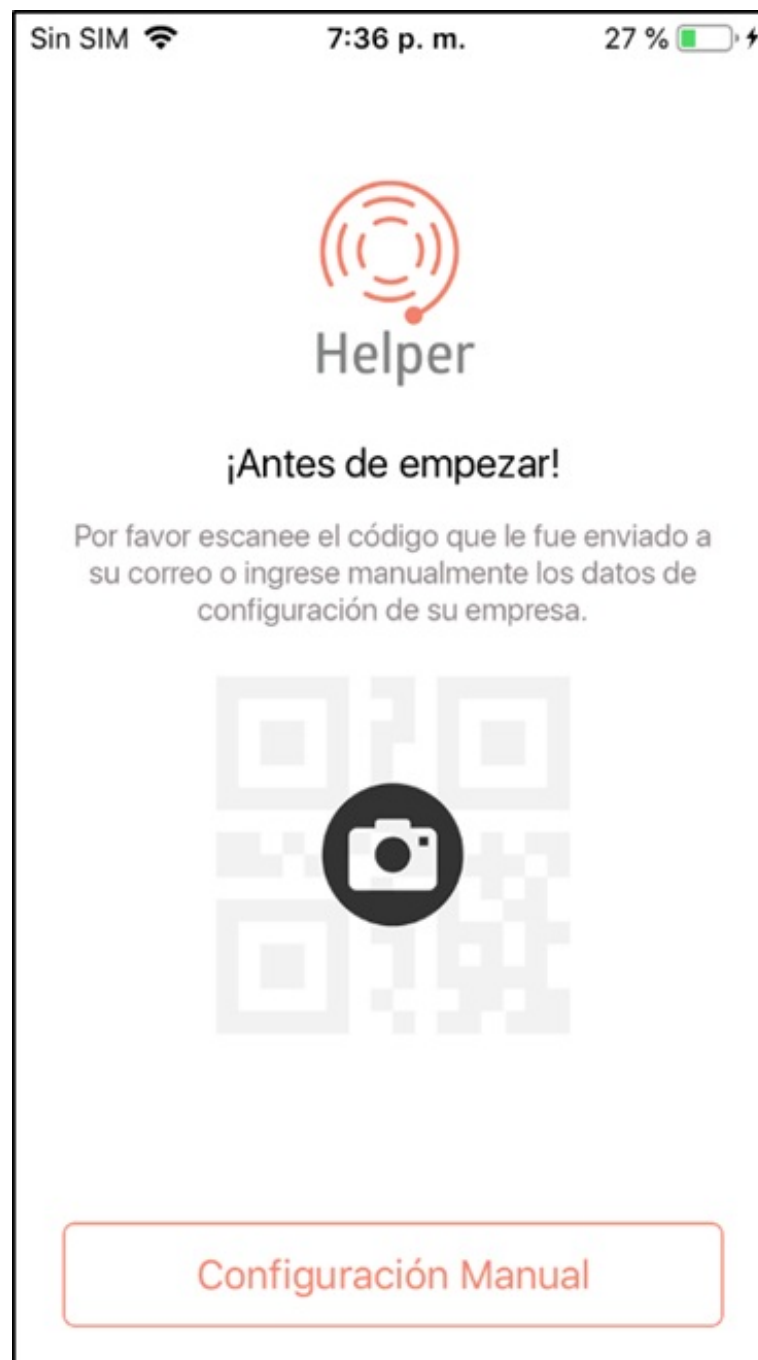 Sin SIM 7:36 p. m. 27 %
Helper
¡Antes de empezar!
Por favor escanee el código que le fue enviado a
su correo o ingrese manualmente los datos de
configuración de su empresa.
Configuración Manual